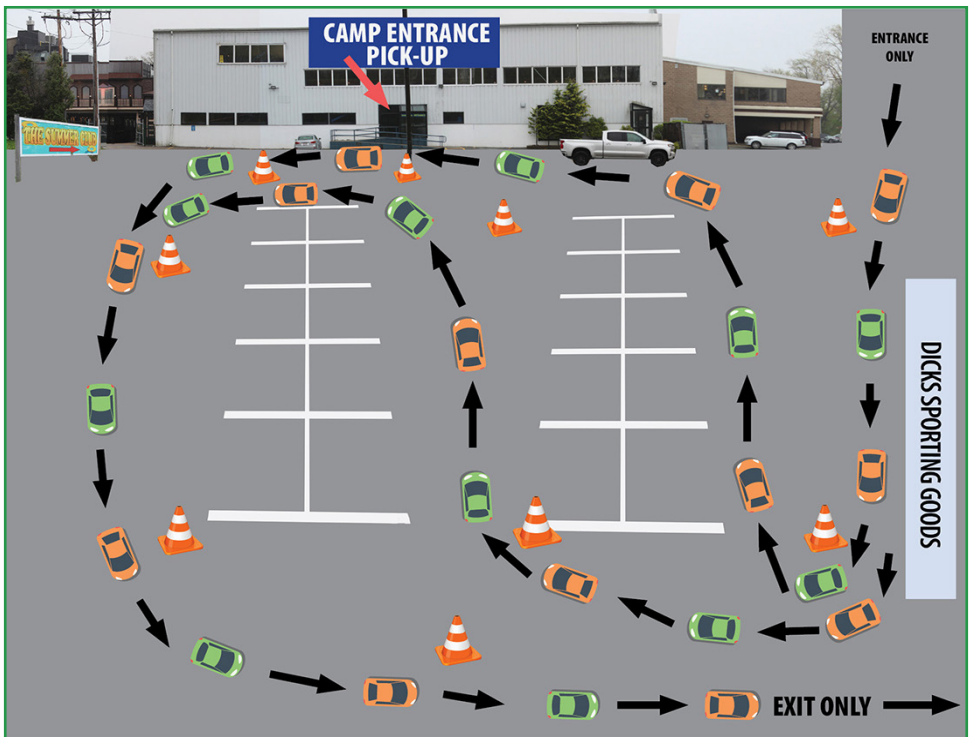 CAMP ENTRANCE
PICK-UP
ENTRANCE
ONLY
DICKS SPORTING GOODS
EXIT ONLY